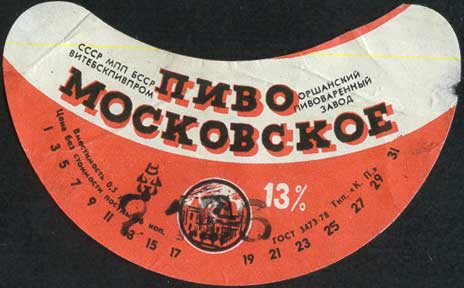 СССР МПП БССР
ВИТЕБСКПИВПРОМ
ПИВО
ОРШАНСКИЙ
ПИВОВАРЕННЫЙ
ЗАВОД
МОСКОВСКОЕ
Вместимость 0,5
Цена без стоимости посуды коп.
13%
ГОСТ 3473-78 Тип. „К. П.“
1 3 5 7 9 11 13 15 17
19 21 23 25 27 29 31